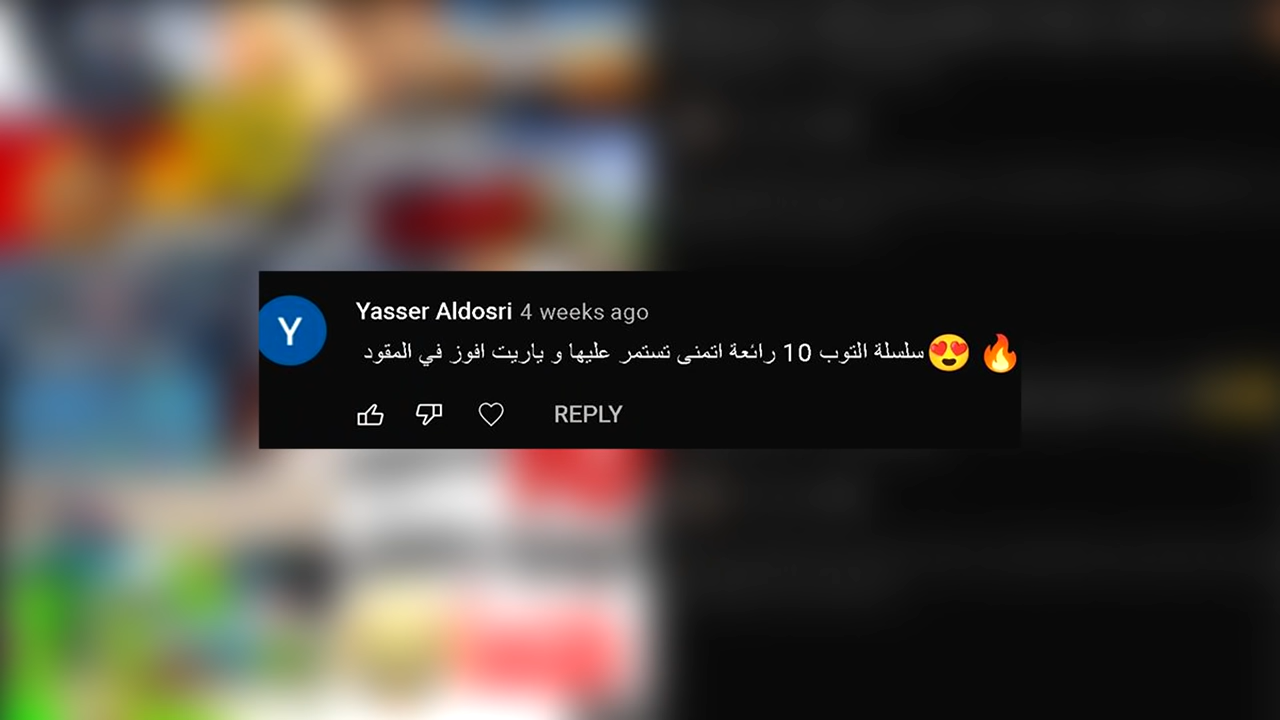 Y
Yasser Aldosri 4 weeks ago
🔥 😍سلسلة التوب 10 رائعة اتمنى تستمر عليها و ياريت افوز في المقود
REPLY